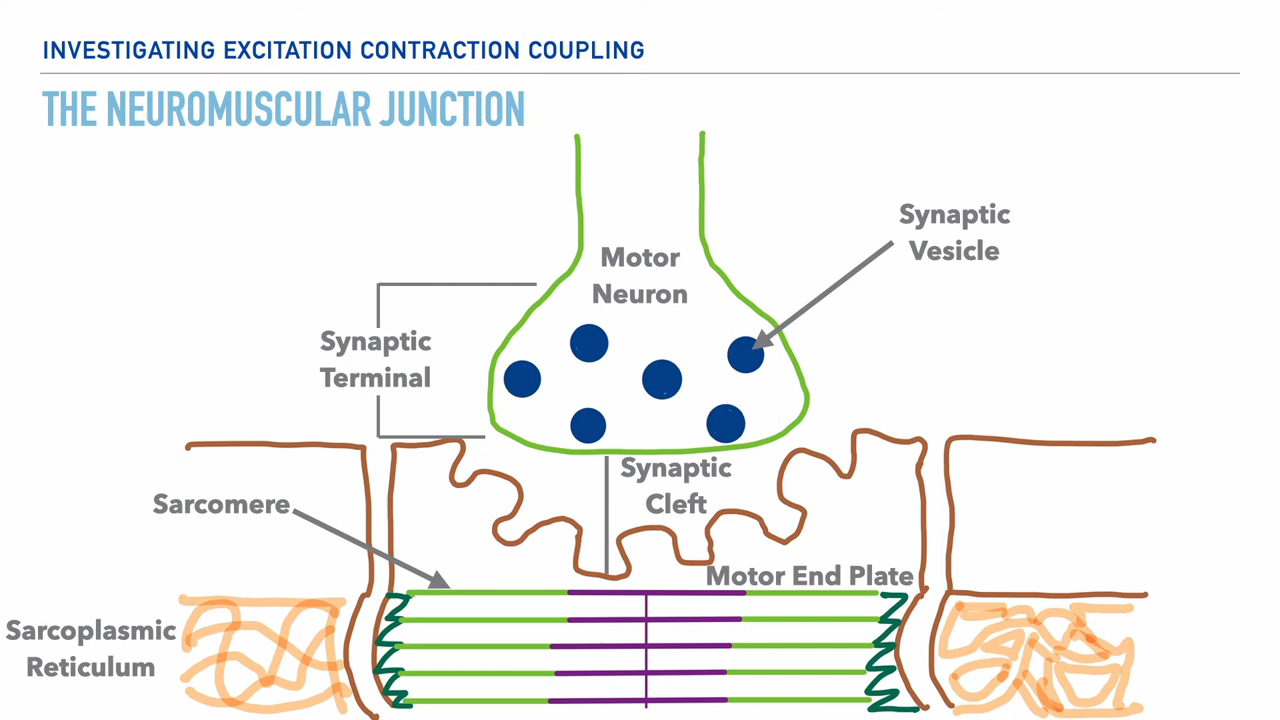 INVESTIGATING EXCITATION CONTRACTION COUPLING
THE NEUROMUSCULAR JUNCTION
Synaptic
Vesicle
Motor
Neuron
Synaptic
Terminal
Synaptic
Cleft
Sarcomere
Motor End Plate
Sarcoplasmic
Reticulum